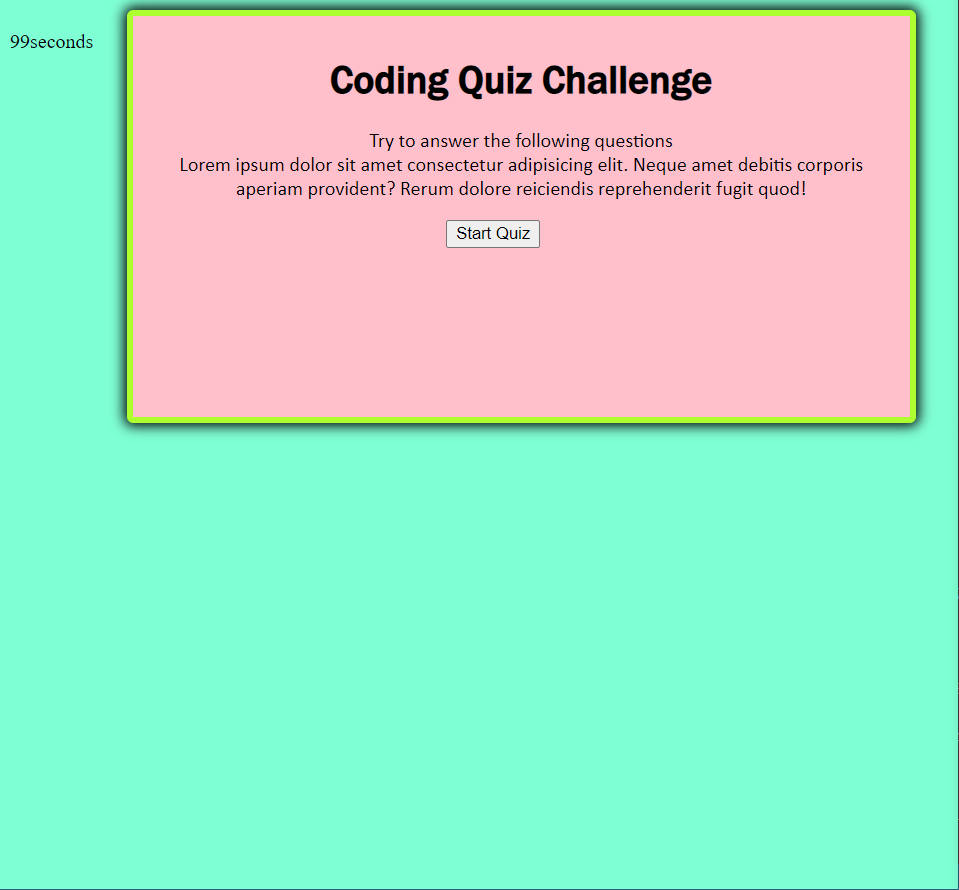 99seconds
Coding Quiz Challenge
Try to answer the following questions
Lorem ipsum dolor sit amet consectetur adipisicing elit. Neque amet debitis corporis
aperiam provident? Rerum dolore reiciendis reprehenderit fugit quod!
Start Quiz